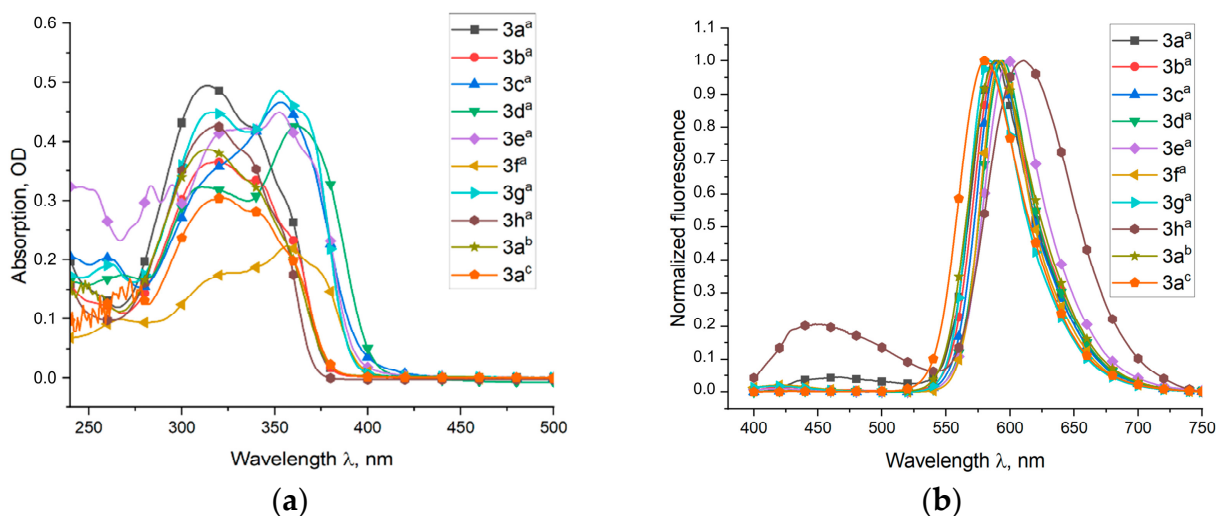 0.6
0.5
0.4
0.3
0.2
0.1
0.0
Absorption, OD
250 300 350 400 450 500
Wavelength λ, nm
3aᵃ
3bᵃ
3cᵃ
3dᵃ
3eᵃ
3fᵃ
3gᵃ
3hᵃ
3aᵇ
3aᶜ
(a)
1.0
0.9
0.8
0.7
0.6
0.5
0.4
0.3
0.2
0.1
0.0
Normalized fluorescence
400 450 500 550 600 650 700 750
Wavelength λ, nm
3aᵃ
3bᵃ
3cᵃ
3dᵃ
3eᵃ
3fᵃ
3gᵃ
3hᵃ
3aᵇ
3aᶜ
(b)